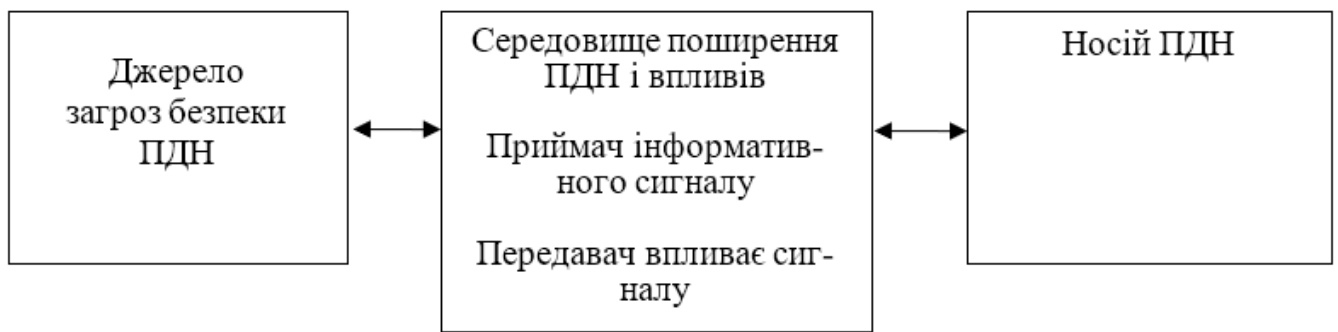 Джерело
загроз безпеки
ПДН
Середовище поширення
ПДН і впливів
Приймач інформатив-
ного сигналу
Передавач впливає сиг-
налу
Носій ПДН